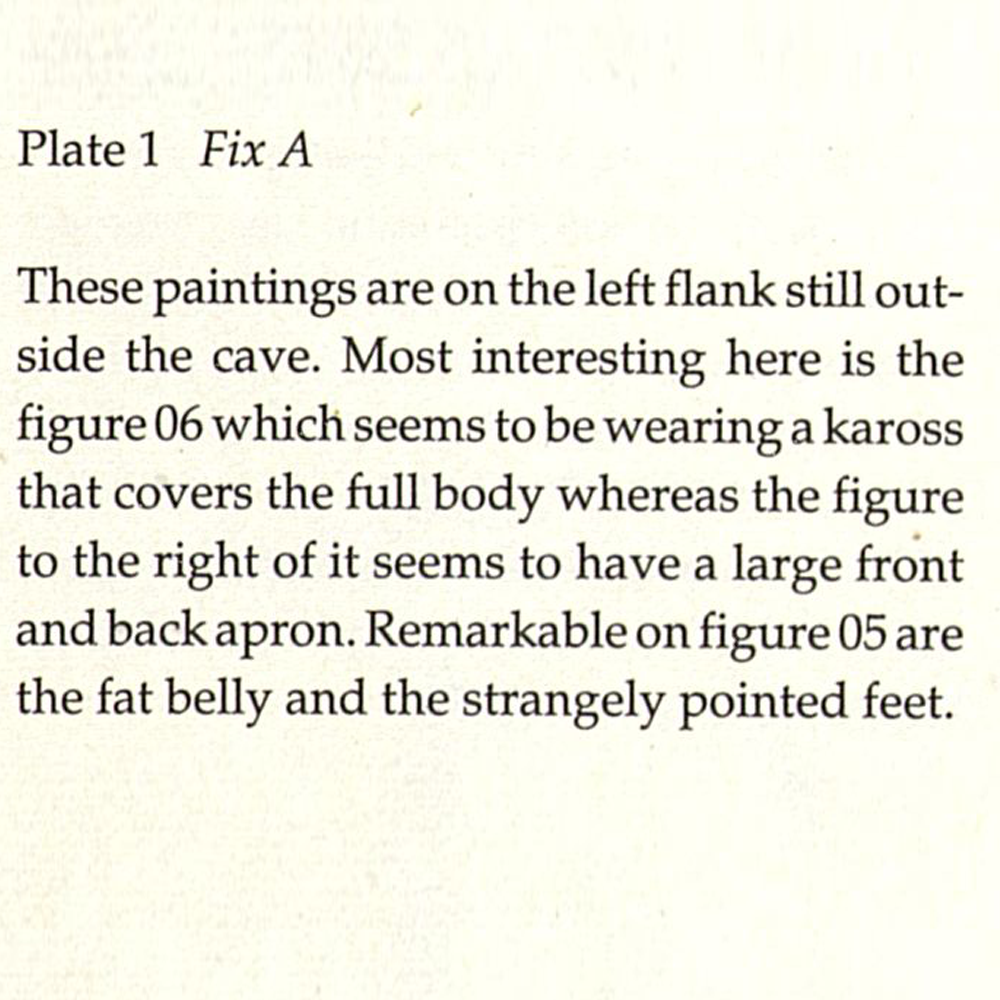 Plate 1 Fix A
These paintings are on the left flank still out-
side the cave. Most interesting here is the
figure 06 which seems to be wearing a kaross
that covers the full body whereas the figure
to the right of it seems to have a large front
and back apron. Remarkable on figure 05 are
the fat belly and the strangely pointed feet.